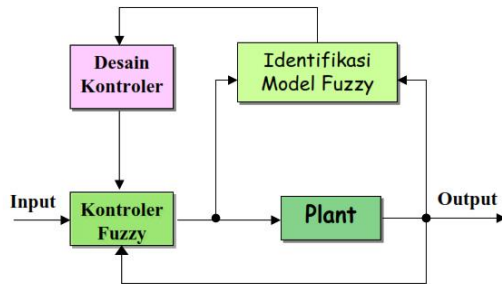 Desain
Kontroler
Identifikasi
Model Fuzzy
Input
Kontroler
Fuzzy
Plant
Output